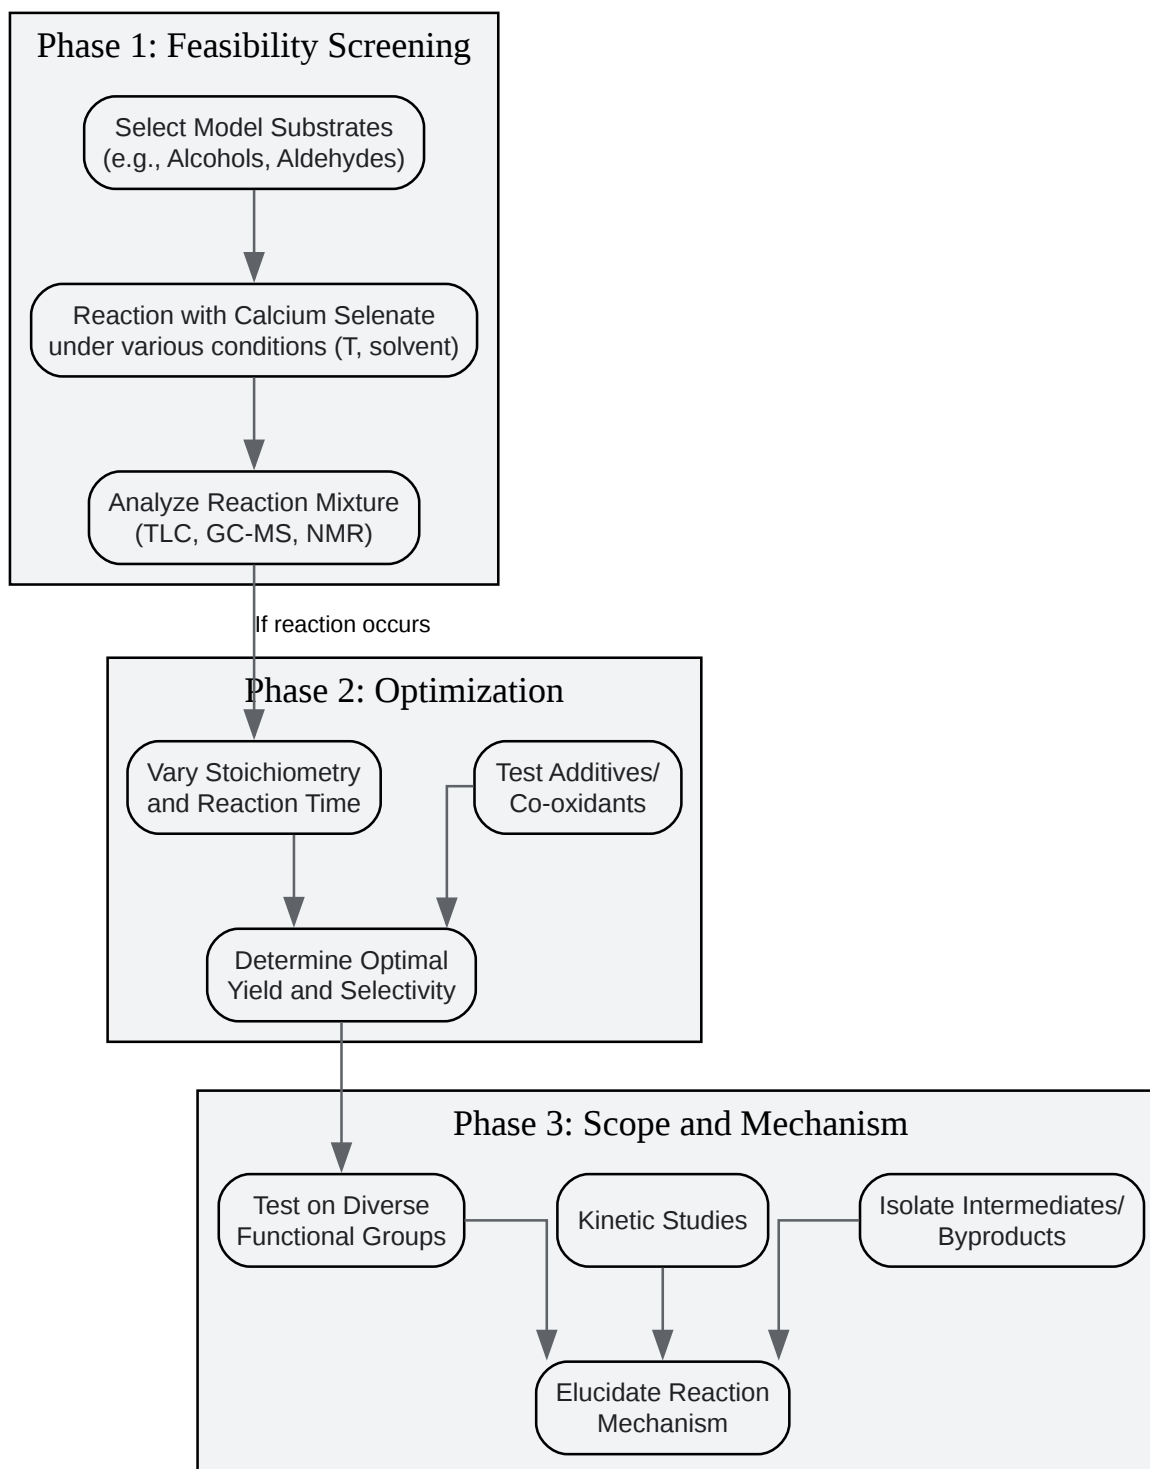 Phase 1: Feasibility Screening
Select Model Substrates
(e.g., Alcohols, Aldehydes)
Reaction with Calcium Selenate
under various conditions (T, solvent)
Analyze Reaction Mixture
(TLC, GC-MS, NMR)
If reaction occurs
Phase 2: Optimization
Vary Stoichiometry
and Reaction Time
Test Additives/
Co-oxidants
Determine Optimal
Yield and Selectivity
Phase 3: Scope and Mechanism
Test on Diverse
Functional Groups
Kinetic Studies
Isolate Intermediates/
Byproducts
Elucidate Reaction
Mechanism